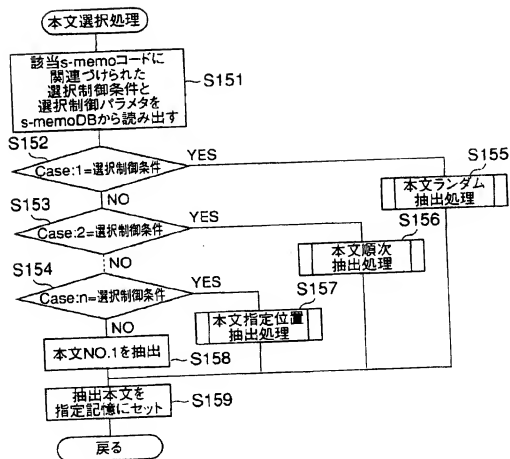 本文選択処理
該当s-memoコードに
関連づけられた
選択制御条件と
選択制御パラメタを
s-memoDBから読み出す
S151
S152
Case:1=選択制御条件
YES
NO
S155
本文ランダム
抽出処理
S153
Case:2=選択制御条件
YES
NO
S156
本文順次
抽出処理
S154
Case:n=選択制御条件
YES
NO
S157
本文指定位置
抽出処理
本文NO.1を抽出
S158
抽出本文を
指定記憶にセット
S159
戻る